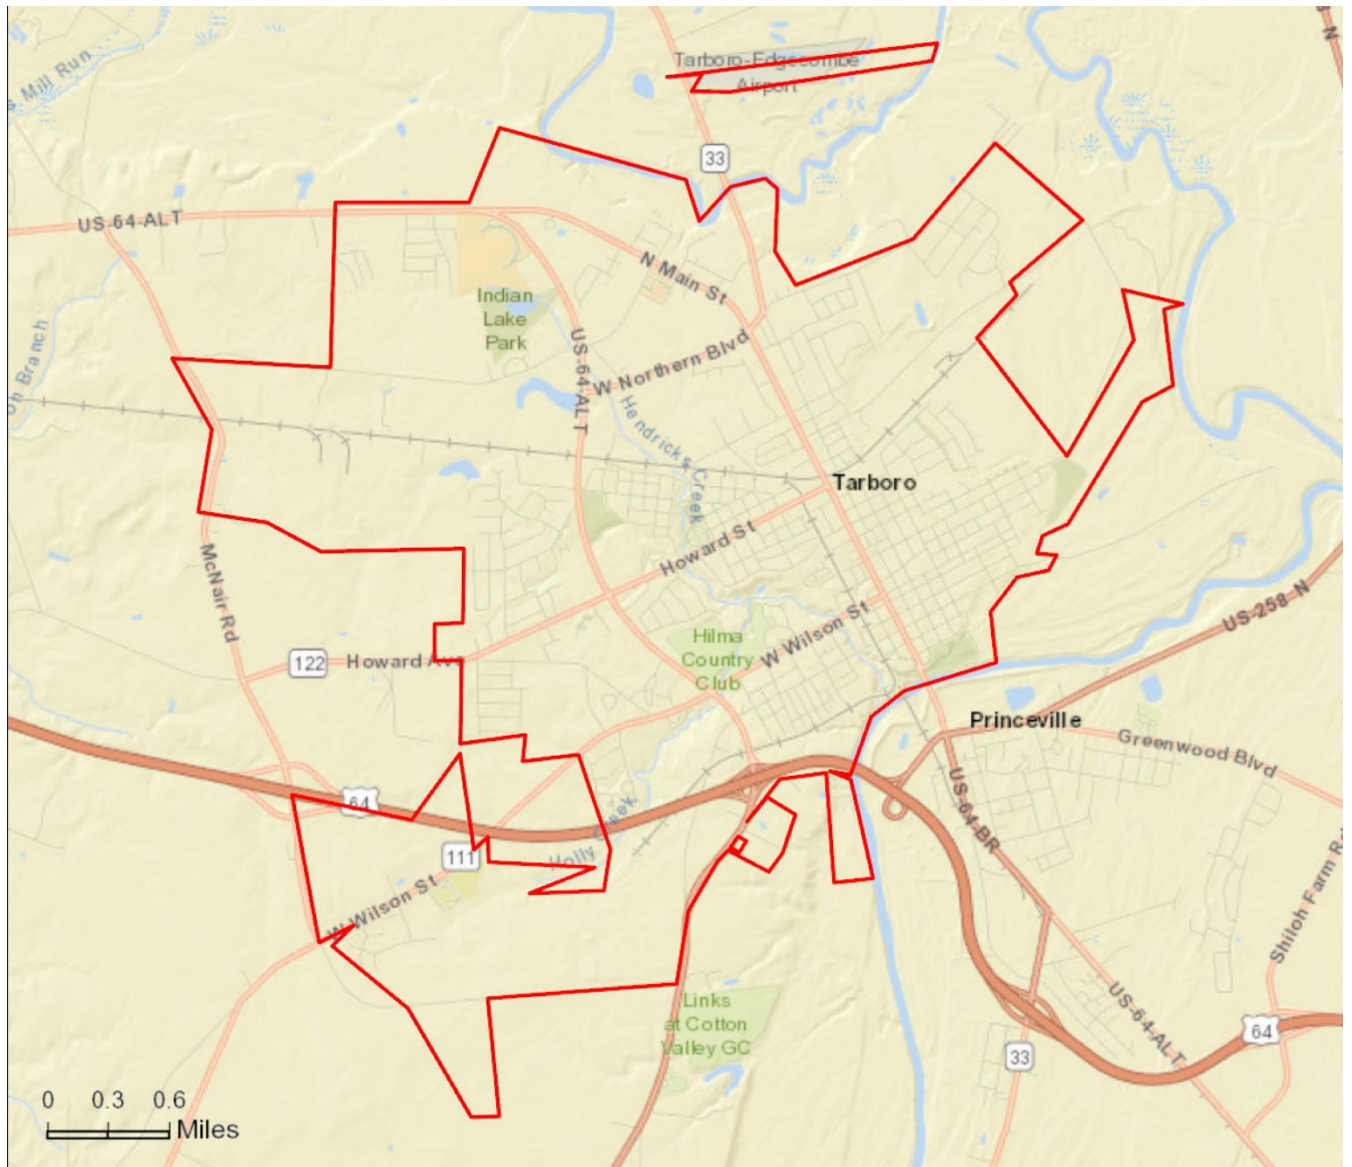 Tarboro-Edgecombe
Airport
Mill Run
N
33
US-64-ALT
N Main St
Indian
Lake
Park
US-64-ALT
W Northern Blvd
Branch
Hendricks Creek
Tarboro
Howard St
McNair Rd
US-258 N
W Wilson St
Hilma
Country
Club
122
Howard Ave
Princeville
Greenwood Blvd
64
US-64-BR
Holly Creek
111
Shiloh Farm Rd
W Wilson St
Links
at Cotton
Valley GC
US-64-ALT
64
33
0 0.3 0.6
Miles